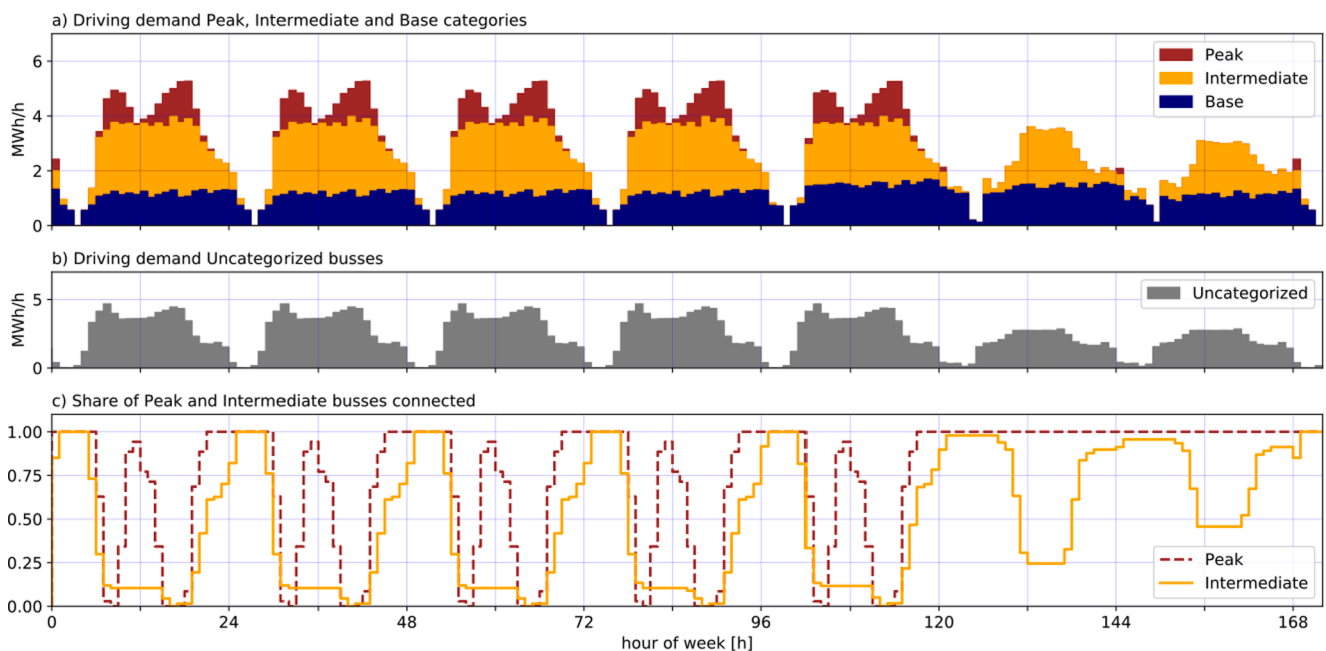 a) Driving demand Peak, Intermediate and Base categories
MWh/h
6
4
2
0
Peak
Intermediate
Base
b) Driving demand Uncategorized busses
MWh/h
5
0
Uncategorized
c) Share of Peak and Intermediate busses connected
1.00
0.75
0.50
0.25
0.00
Peak
Intermediate
0 24 48 72 96 120 144 168
hour of week [h]